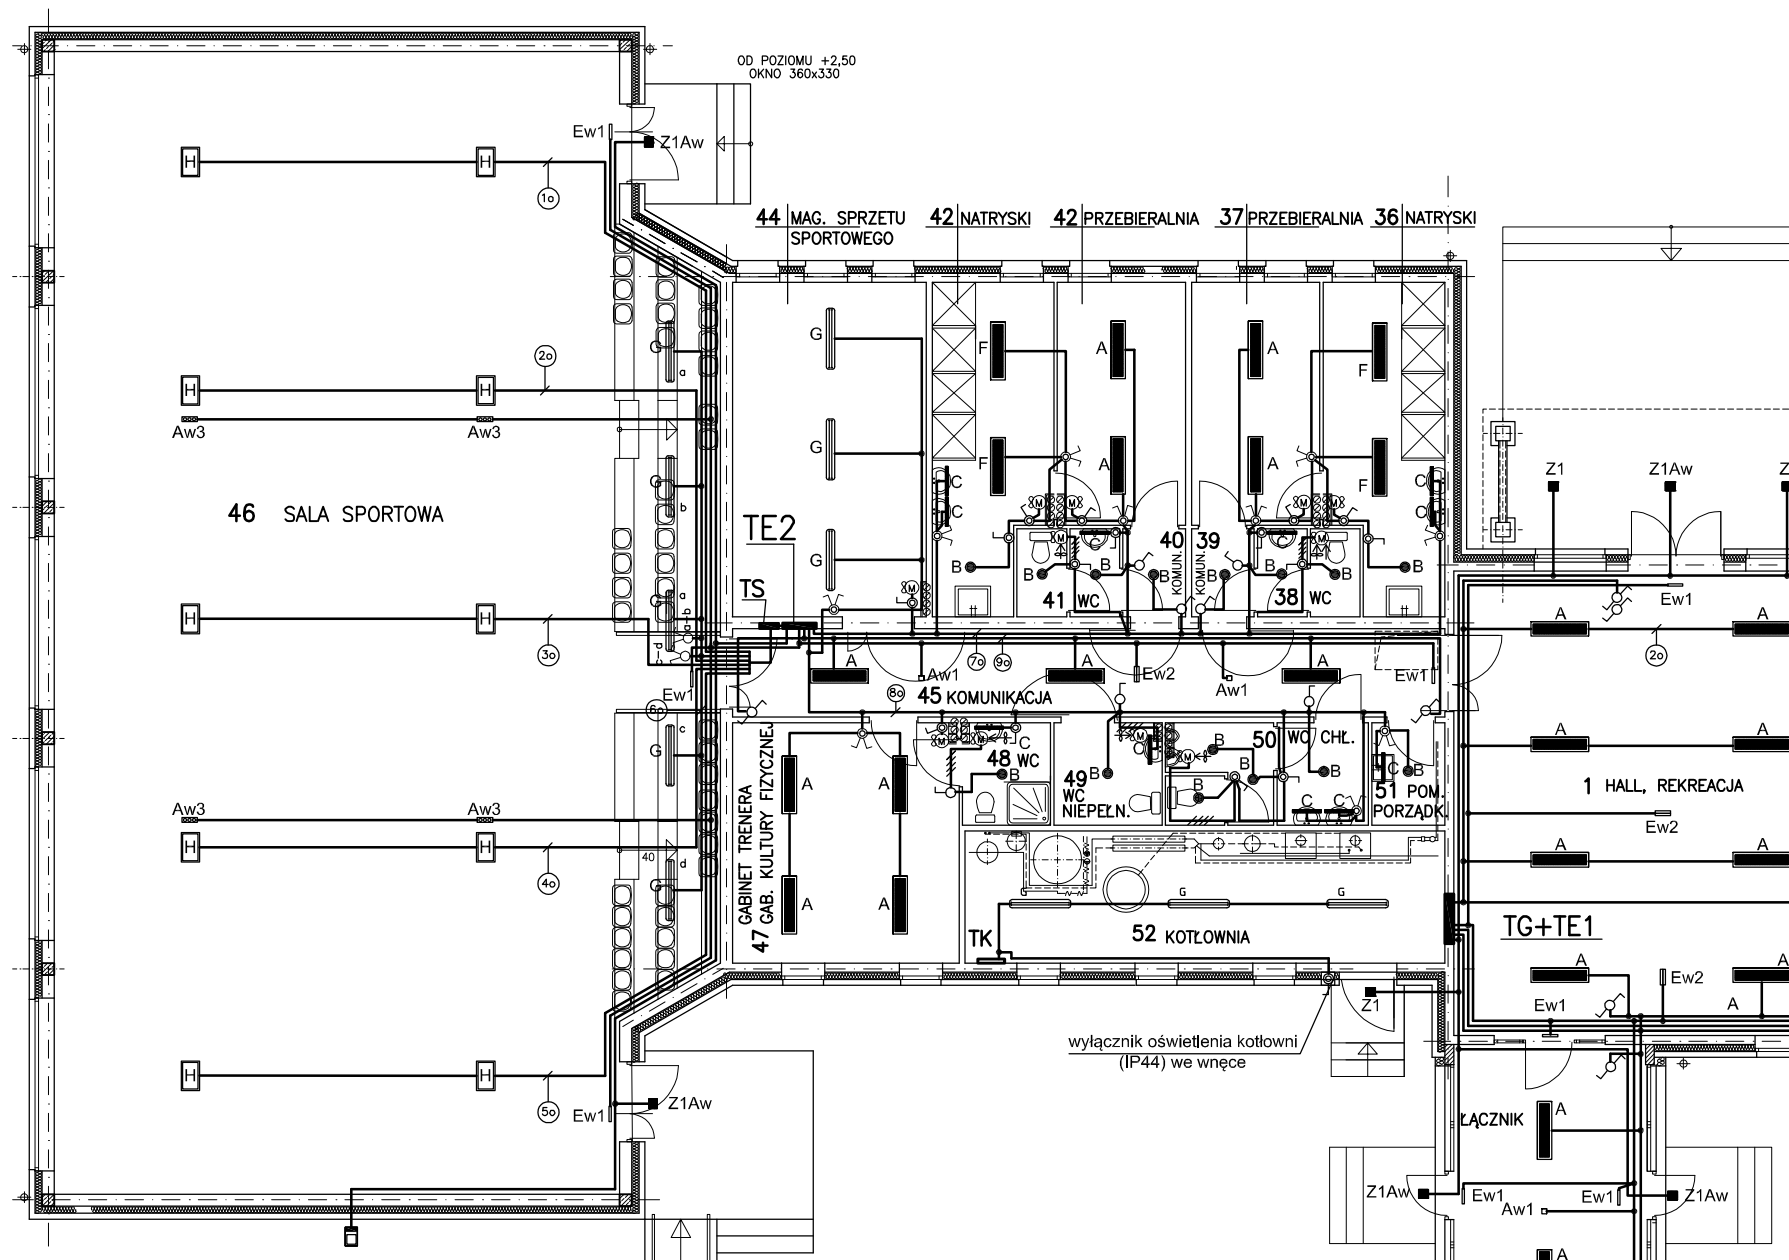 OD POZIOMU +2,50
OKNO 360x330
Ew1
Z1Aw
H
H
1o
44 MAG. SPRZETU
SPORTOWEGO
42 NATRYSKI
42 PRZEBIERALNIA
37 PRZEBIERALNIA
36 NATRYSKI
G
F
A
A
F
2o
G
a
H
H
Aw3
Aw3
G
F
A
A
F
Z1
Z1Aw
Z
46 SALA SPORTOWA
G
b
C
C
M
M
M
M
C
C
TE2
G
M
C
40
KOMUN.
39
KOMUN.
C
M
B
B
B
B
B
B
B
B
TS
M
41 WC
38 WC
Ew1
H
H
G
a
b
3o
d
c
7o
9o
A
A
2o
A
Aw1
A
Ew2
Aw1
A
Ew1
Ew1
8o
45 KOMUNIKACJA
6o
c
G
47 GABINET TRENERA
GAB. KULTURY FIZYCZNEJ
M
M
C
48 WC
B
M
C
49
WC
NIEPEŁN.
B
M
B
50 WC CHŁ.
B
B
B
C
C
C
B
51 POM.
PORZĄDK.
A
A
1 HALL, REKREACJA
A
A
Aw3
Aw3
Ew2
H
H
40
d
G
4o
A
A
A
A
G
G
TK
52 KOTŁOWNIA
TG+TE1
A
A
Ew2
Z1
Ew1
A
wyłącznik oświetlenia kotłowni
(IP44) we wnęce
H
H
5o
Ew1
Z1Aw
ŁĄCZNIK
A
Z1Aw
Ew1
Ew1
Z1Aw
Aw1
A